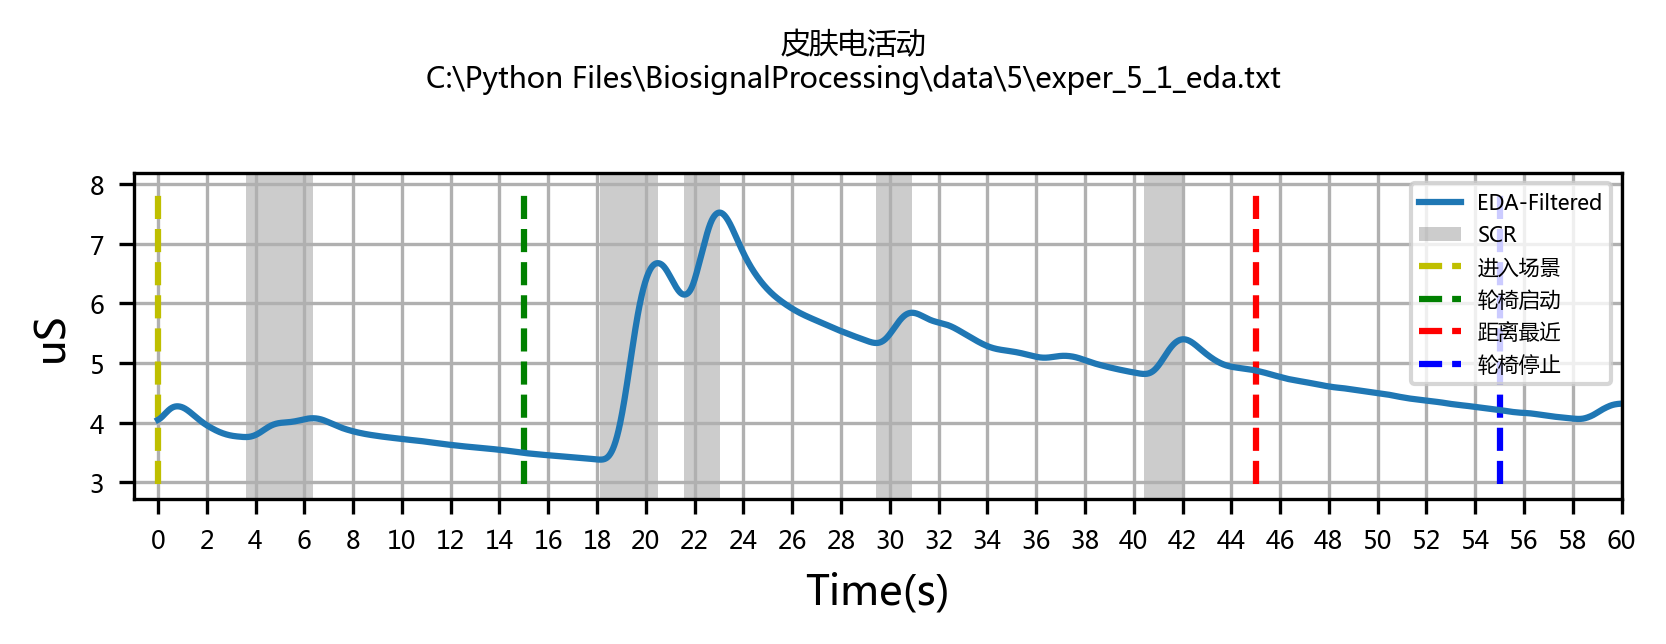 皮肤电活动
C:\Python Files\BiosignalProcessing\data\5\exper_5_1_eda.txt
uS
8
7
6
5
4
3
EDA-Filtered
SCR
进入场景
轮椅启动
距离最近
轮椅停止
0 2 4 6 8 10 12 14 16 18 20 22 24 26 28 30 32 34 36 38 40 42 44 46 48 50 52 54 56 58 60
Time(s)